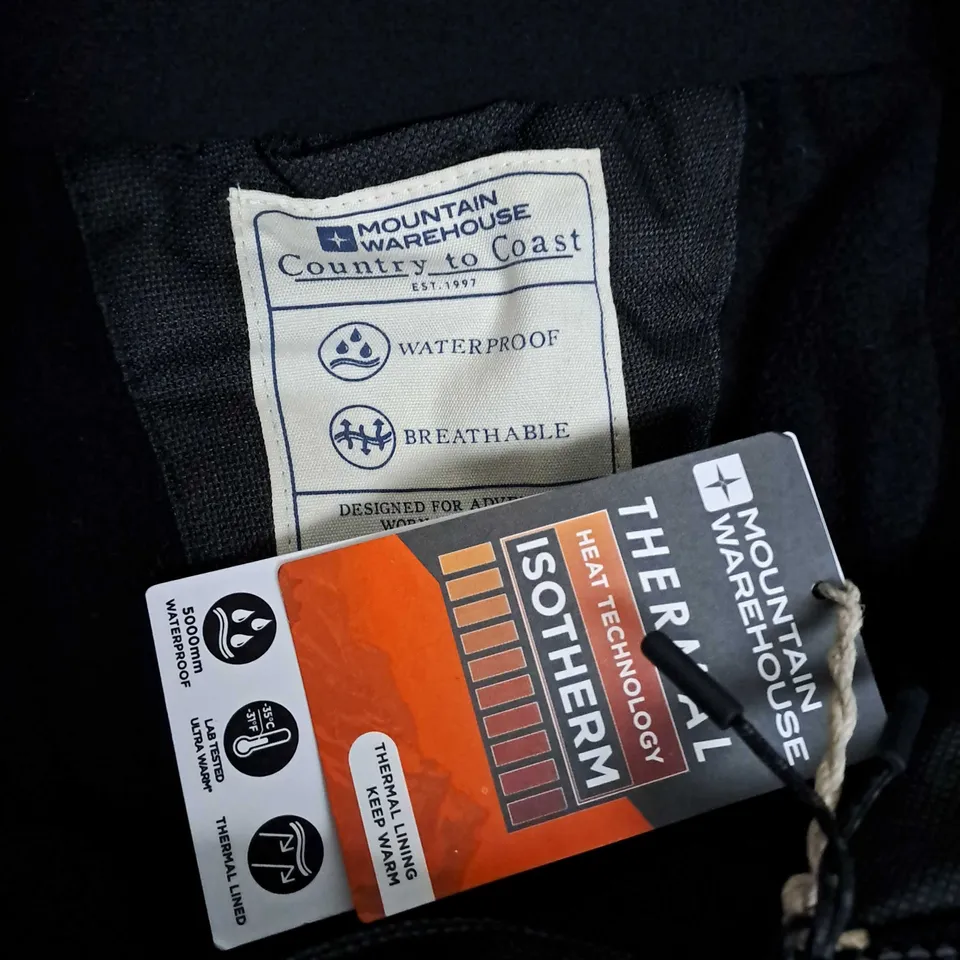 MOUNTAIN
WAREHOUSE
Country to Coast
EST. 1997
WATERPROOF
BREATHABLE
DESIGNED FOR
MOUNTAIN
WAREHOUSE
THERMAL
HEAT TECHNOLOGY
ISOTHERM
THERMAL LINING
KEEP WARM
5000mm
WATERPROOF
-35°C
-31°F
LAB TESTED
ULTRA WARM*
THERMAL LINED